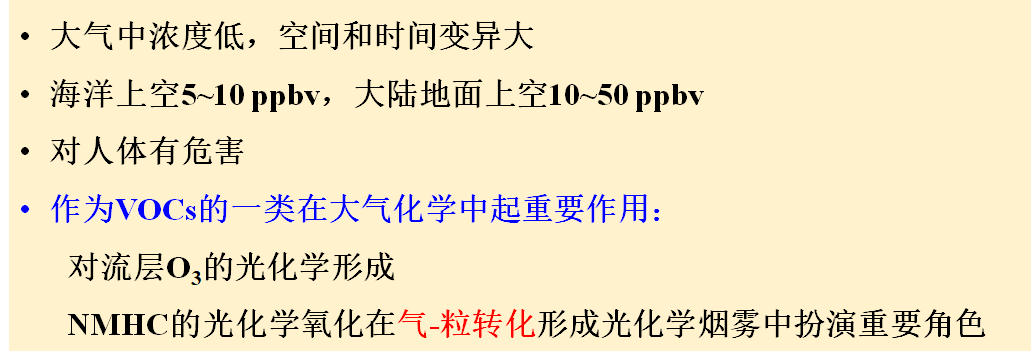 • 大气中浓度低，空间和时间变异大
• 海洋上空5~10 ppbv，大陆地面上空10~50 ppbv
• 对人体有危害
• 作为VOCs的一类在大气化学中起重要作用：
对流层O₃的光化学形成
NMHC的光化学氧化在气-粒转化形成光化学烟雾中扮演重要角色